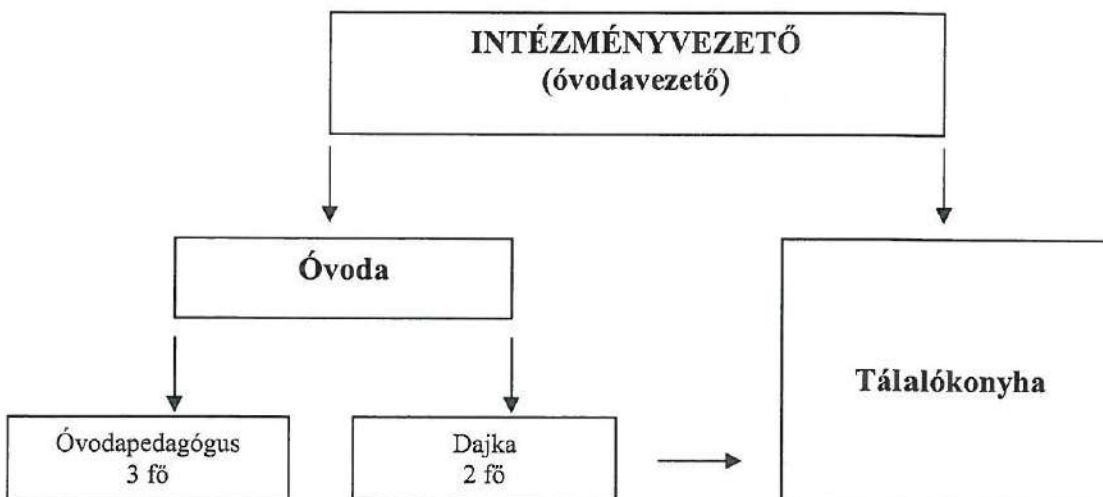 INTÉZMÉNYVEZETŐ
(óvodavezető)
Óvoda
Tálalókonyha
Óvodapedagógus
3 fő
Dajka
2 fő